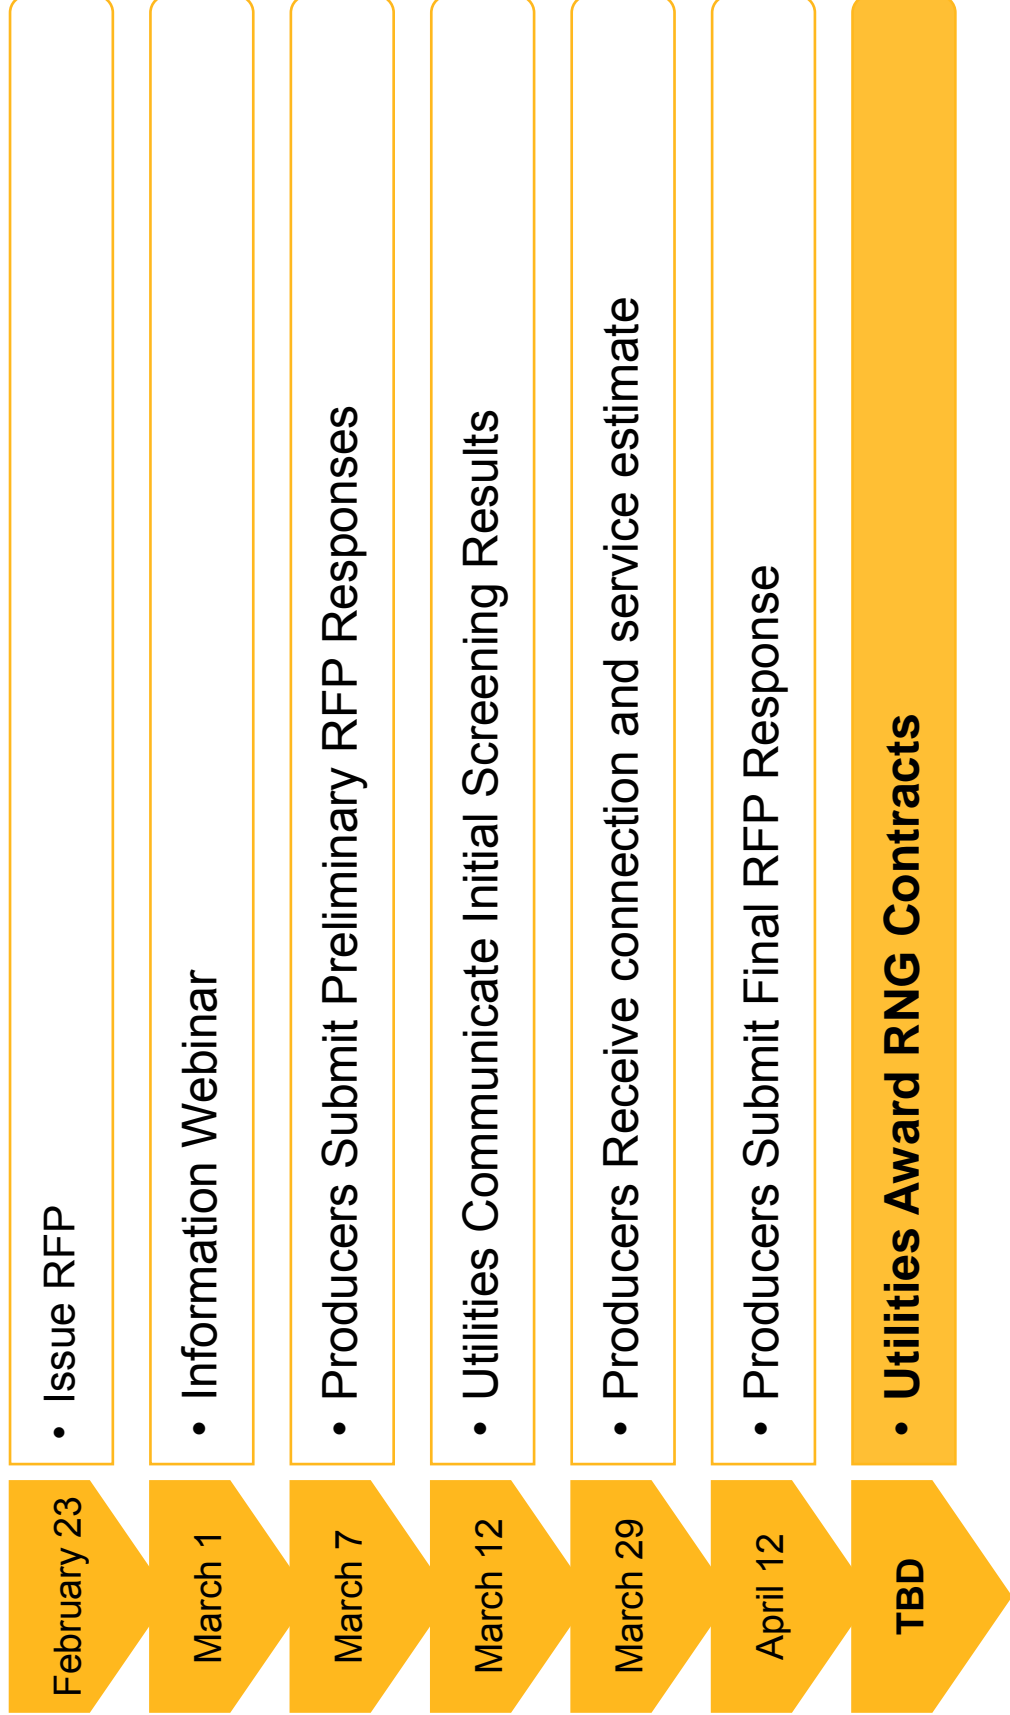 February 23
• Issue RFP
March 1
• Information Webinar
March 7
• Producers Submit Preliminary RFP Responses
March 12
• Utilities Communicate Initial Screening Results
March 29
• Producers Receive connection and service estimate
April 12
• Producers Submit Final RFP Response
TBD
• Utilities Award RNG Contracts